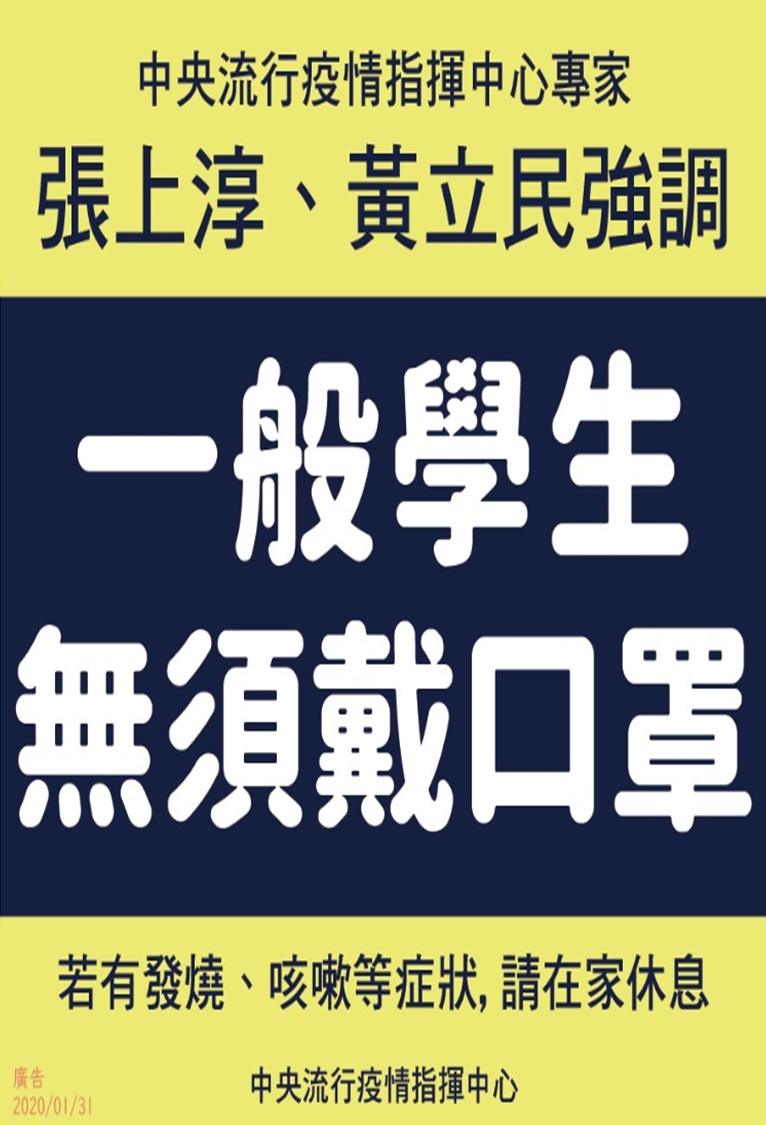 中央流行疫情指揮中心專家
張上淳、黃立民強調
一般學生
無須戴口罩
若有發燒、咳嗽等症狀, 請在家休息
中央流行疫情指揮中心
廣告
2020/01/31